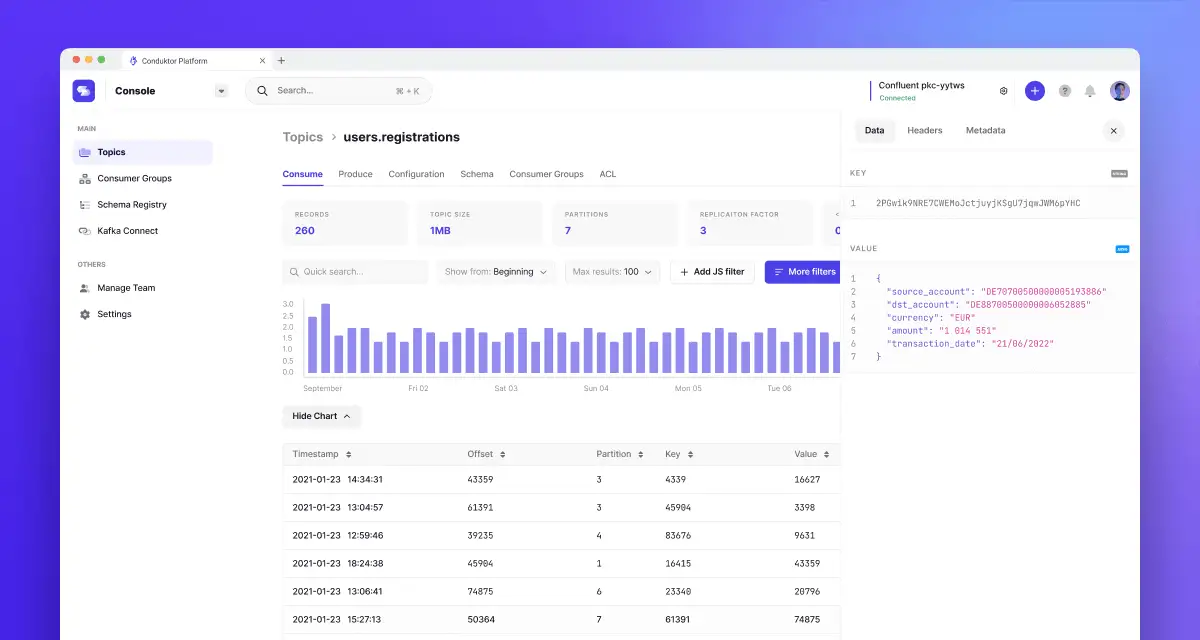 Conduktor Platform
Console
Search...
⌘ + K
Confluent pkc-yytws
Connected
?
MAIN
Topics
Consumer Groups
Schema Registry
Kafka Connect
OTHERS
Manage Team
Settings
Topics > users.registrations
Consume Produce Configuration Schema Consumer Groups ACL
RECORDS
260
TOPIC SIZE
1MB
PARTITIONS
7
REPLICAITON FACTOR
3
Quick search...
Show from: Beginning
Max results: 100
+ Add JS filter
More filters
3.0
2.5
2.0
1.5
1.0
0.5
0.0
September Fri 02 Sat 03 Sun 04 Mon 05 Tue 06
Hide Chart
Timestamp Offset Partition Key Value
2021-01-23 14:34:31 43359 3 4339 16627
2021-01-23 13:04:57 61391 3 45904 3398
2021-01-23 12:59:46 39235 4 83676 9631
2021-01-23 18:24:38 45904 1 16415 43359
2021-01-23 13:06:41 74875 6 23340 20796
2021-01-23 15:27:13 50364 7 61391 74875
Data Headers Metadata
KEY
1 2PGwik9NRE7CWEMoJctjuyjKSgU7jqwJWM6pYHC
VALUE
1 {
2 "source_account": "DE70700500000005193886"
3 "dst_account": "DE88700500000006052885"
4 "currency": "EUR"
5 "amount": "1 014 551"
6 "transaction_date": "21/06/2022"
7 }